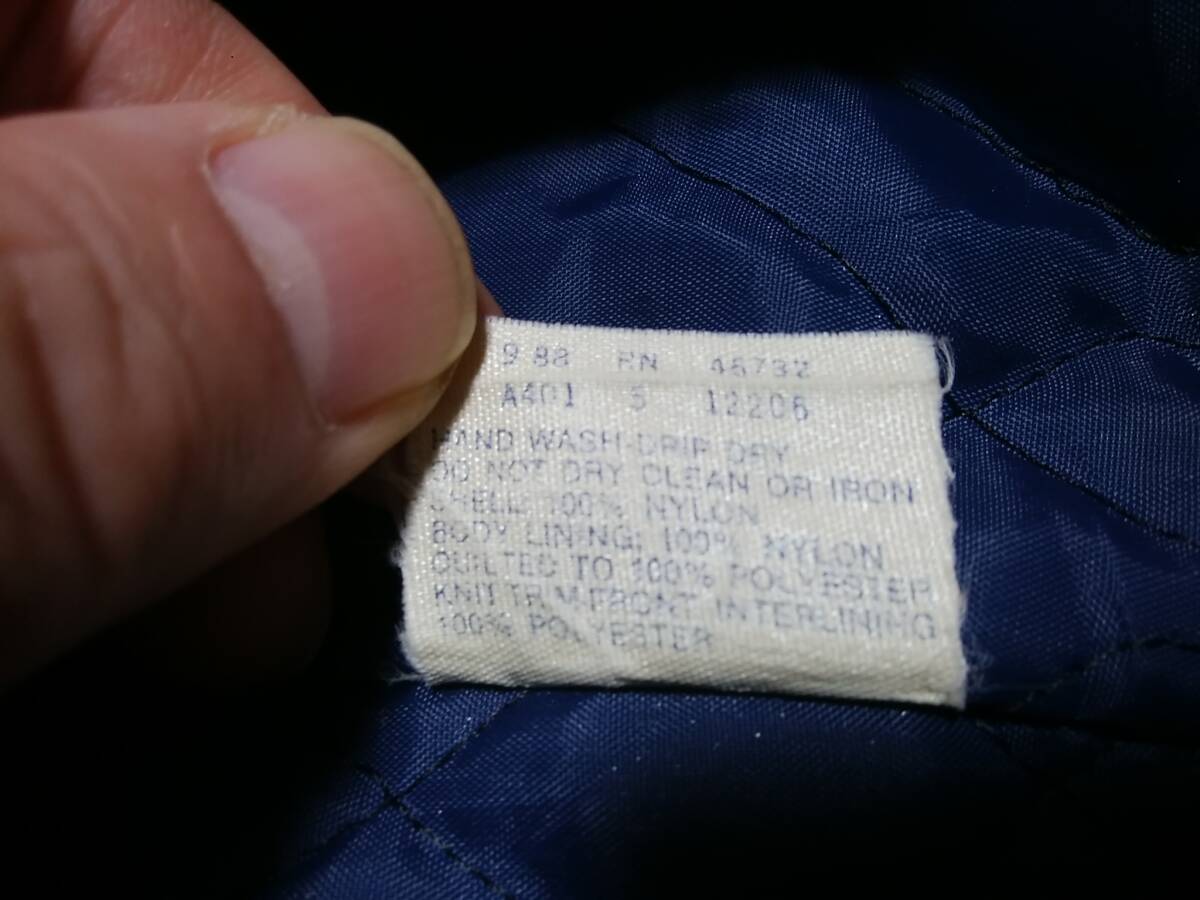 9 88 RN 46732
A401 5 12206
HAND WASH-DRIP DRY
DO NOT DRY CLEAN OR IRON
SHELL: 100% NYLON
BODY LINING: 100% NYLON
QUILTED TO 100% POLYESTER
KNIT TRIM-FRONT INTERLINING
100% POLYESTER